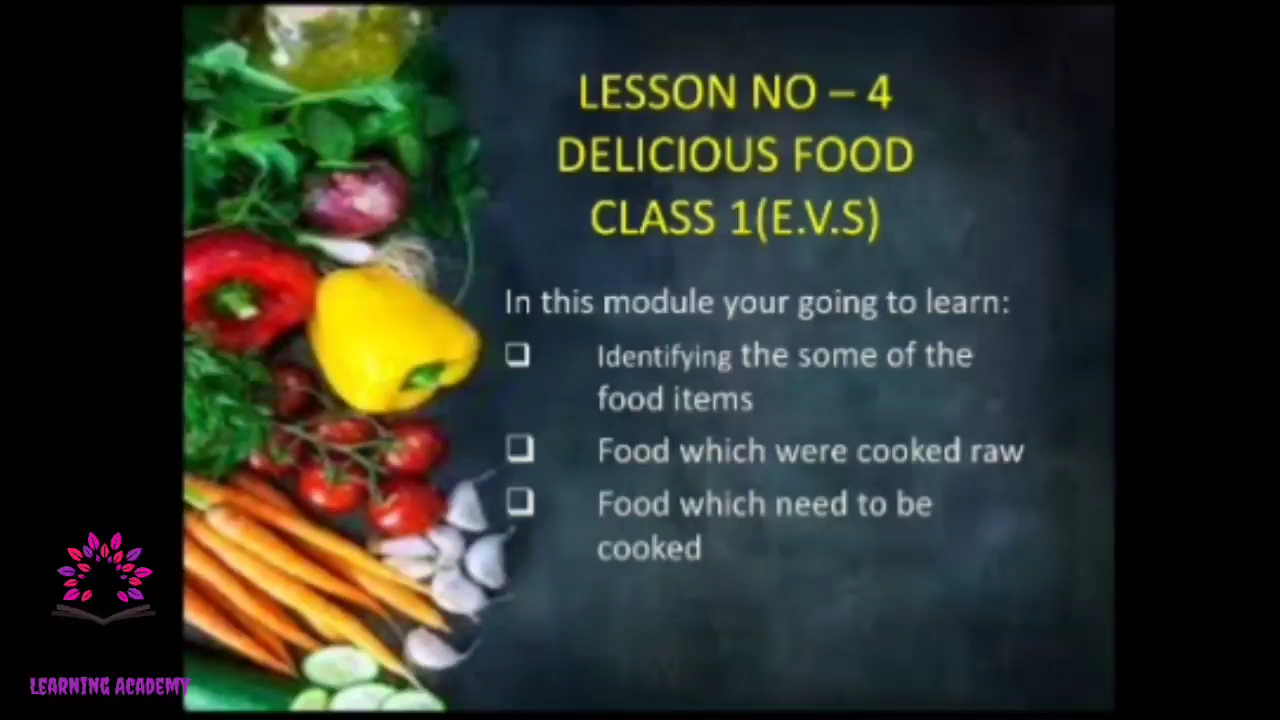 LESSON NO – 4
DELICIOUS FOOD
CLASS 1(E.V.S)
In this module your going to learn:
❑ Identifying the some of the
food items
❑ Food which were cooked raw
❑ Food which need to be
cooked
LEARNING ACADEMY